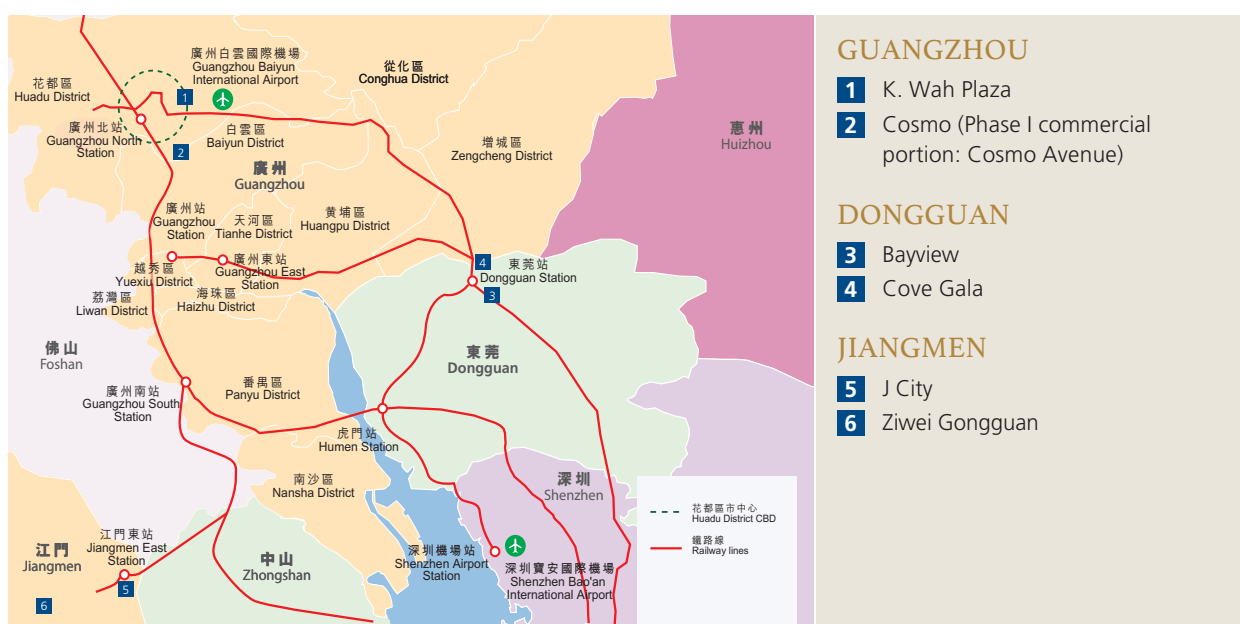 廣州白雲國際機場
Guangzhou Baiyun
International Airport
從化區
Conghua District
花都區
Huadu District
1
惠州
Huizhou
廣州北站
Guangzhou North
Station
白雲區
Baiyun District
增城區
Zengcheng District
2
廣州
Guangzhou
廣州站
Guangzhou
Station
天河區
Tianhe District
黄埔區
Huangpu District
越秀區
Yuexiu District
廣州東站
Guangzhou East
Station
4
東莞站
Dongguan Station
3
荔灣區
Liwan District
海珠區
Haizhu District
佛山
Foshan
東莞
Dongguan
廣州南站
Guangzhou South
Station
番禺區
Panyu District
虎門站
Humen Station
南沙區
Nansha District
深圳
Shenzhen
花都區市中心
Huadu District CBD
鐵路線
Railway lines
江門東站
Jiangmen East
Station
江門
Jiangmen
中山
Zhongshan
深圳機場站
Shenzhen Airport
Station
深圳寶安國際機場
Shenzhen Bao'an
International Airport
5
6
GUANGZHOU
1 K. Wah Plaza
2 Cosmo (Phase I commercial
portion: Cosmo Avenue)
DONGGUAN
3 Bayview
4 Cove Gala
JIANGMEN
5 J City
6 Ziwei Gongguan